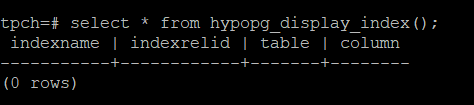 tpch=# select * from hypopg_display_index();
 indexname | indexrelid | table | column
-----------+------------+-------+--------
(0 rows)